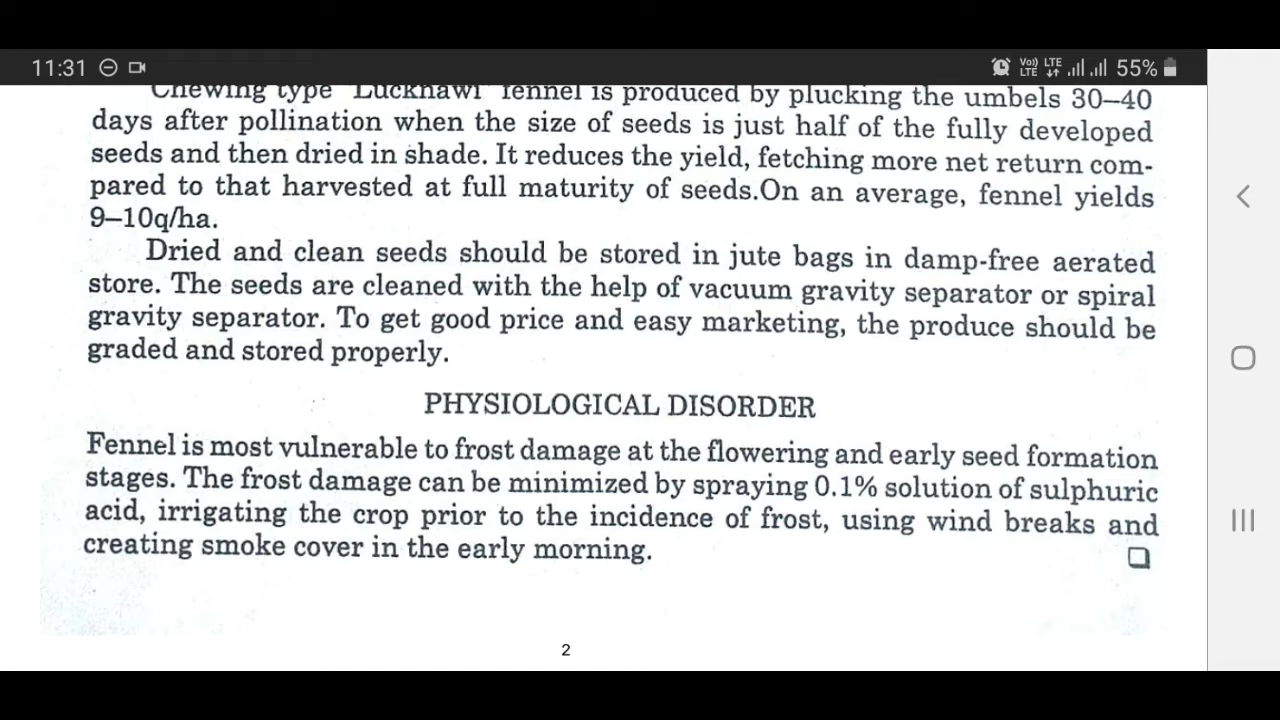 11:31
Vo) LTE LTE 55%
Chewing type "Lucknawi" fennel is produced by plucking the umbels 30–40
days after pollination when the size of seeds is just half of the fully developed
seeds and then dried in shade. It reduces the yield, fetching more net return com-
pared to that harvested at full maturity of seeds.On an average, fennel yields
9–10q/ha.
Dried and clean seeds should be stored in jute bags in damp-free aerated
store. The seeds are cleaned with the help of vacuum gravity separator or spiral
gravity separator. To get good price and easy marketing, the produce should be
graded and stored properly.
PHYSIOLOGICAL DISORDER
Fennel is most vulnerable to frost damage at the flowering and early seed formation
stages. The frost damage can be minimized by spraying 0.1% solution of sulphuric
acid, irrigating the crop prior to the incidence of frost, using wind breaks and
creating smoke cover in the early morning.
2